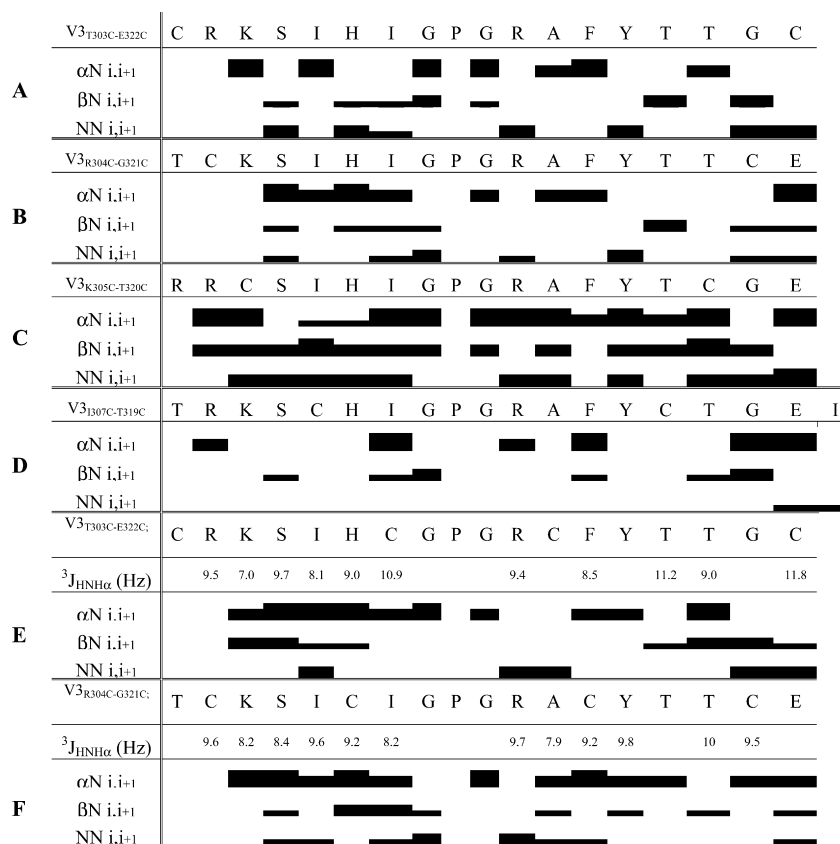 V3T303C-E322C C R K S I H I G P G R A F Y T T G C
A
αN i,i+1
βN i,i+1
NN i,i+1
V3R304C-G321C T C K S I H I G P G R A F Y T T C E
B
αN i,i+1
βN i,i+1
NN i,i+1
V3K305C-T320C R R C S I H I G P G R A F Y T C G E
C
αN i,i+1
βN i,i+1
NN i,i+1
V3I307C-T319C T R K S C H I G P G R A F Y C T G E I
D
αN i,i+1
βN i,i+1
NN i,i+1
V3T303C-E322C; C R K S I H C G P G R C F Y T T G C
3JHNHα (Hz) 9.5 7.0 9.7 8.1 9.0 10.9 9.4 8.5 11.2 9.0 11.8
E
αN i,i+1
βN i,i+1
NN i,i+1
V3R304C-G321C; T C K S I C I G P G R A C Y T T C E
3JHNHα (Hz) 9.6 8.2 8.4 9.6 9.2 8.2 9.7 7.9 9.2 9.8 10 9.5
F
αN i,i+1
βN i,i+1
NN i,i+1